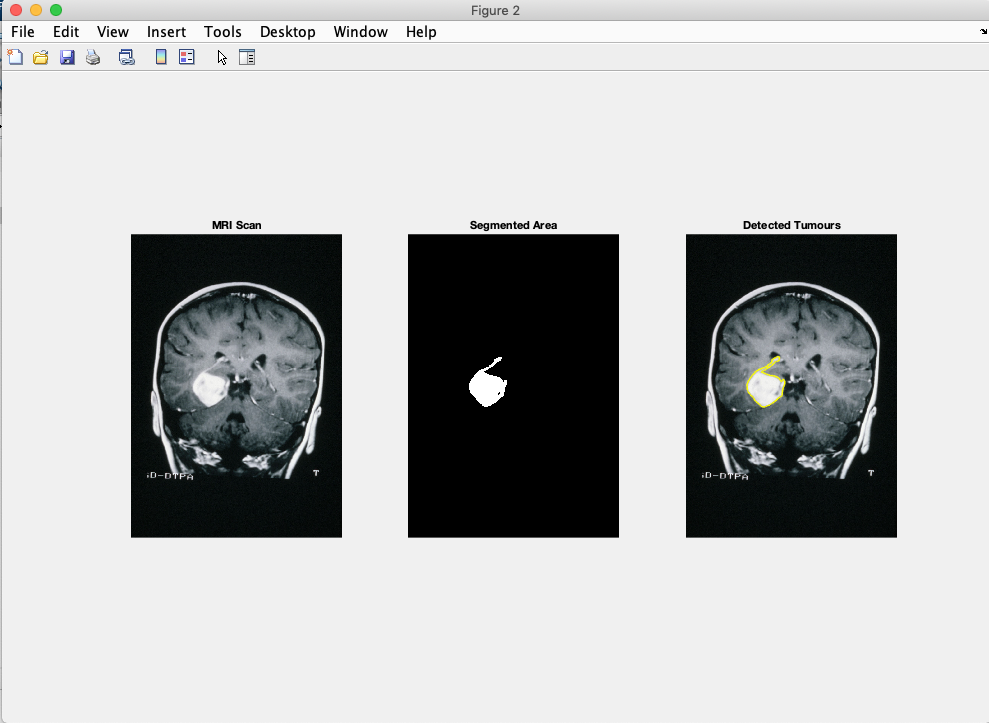 Figure 2
File Edit View Insert Tools Desktop Window Help
MRI Scan
Segmented Area
Detected Tumours
iD-DTPA T
iD-DTPA T